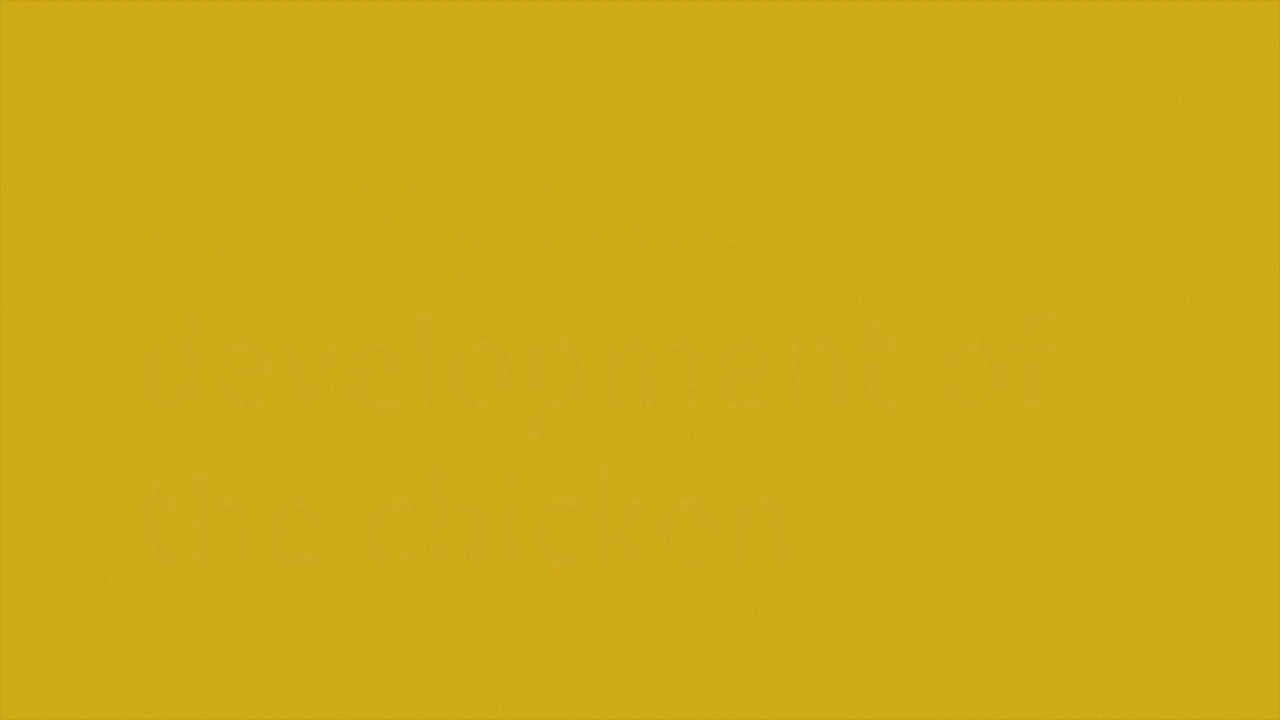 Embryonic
development of
the chicken